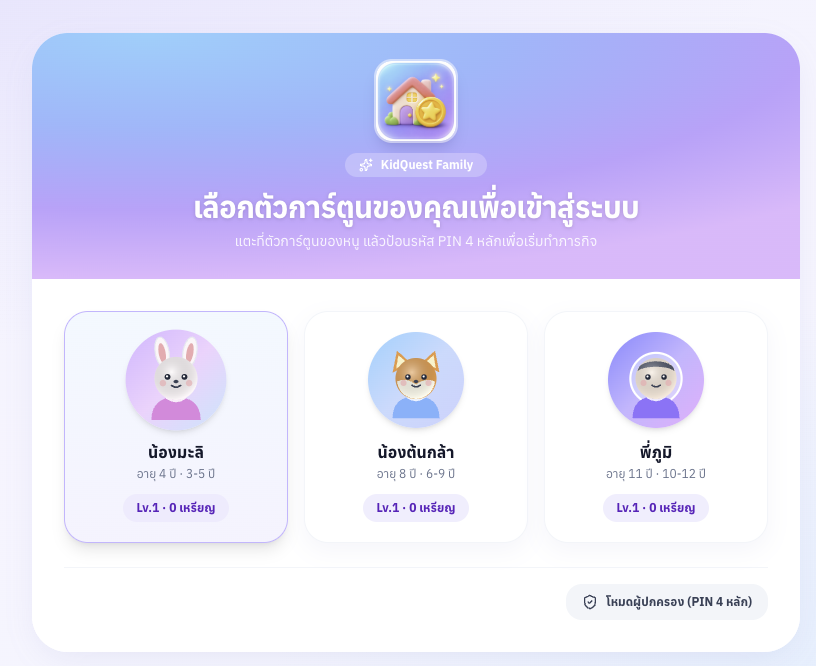 KidQuest Family
เลือกตัวการ์ตูนของคุณเพื่อเข้าสู่ระบบ
แตะที่ตัวการ์ตูนของหนู แล้วป้อนรหัส PIN 4 หลักเพื่อเริ่มทำภารกิจ
น้องมะลิ
อายุ 4 ปี · 3-5 ปี
Lv.1 · 0 เหรียญ
น้องต้นกล้า
อายุ 8 ปี · 6-9 ปี
Lv.1 · 0 เหรียญ
พี่ภูมิ
อายุ 11 ปี · 10-12 ปี
Lv.1 · 0 เหรียญ
โหมดผู้ปกครอง (PIN 4 หลัก)